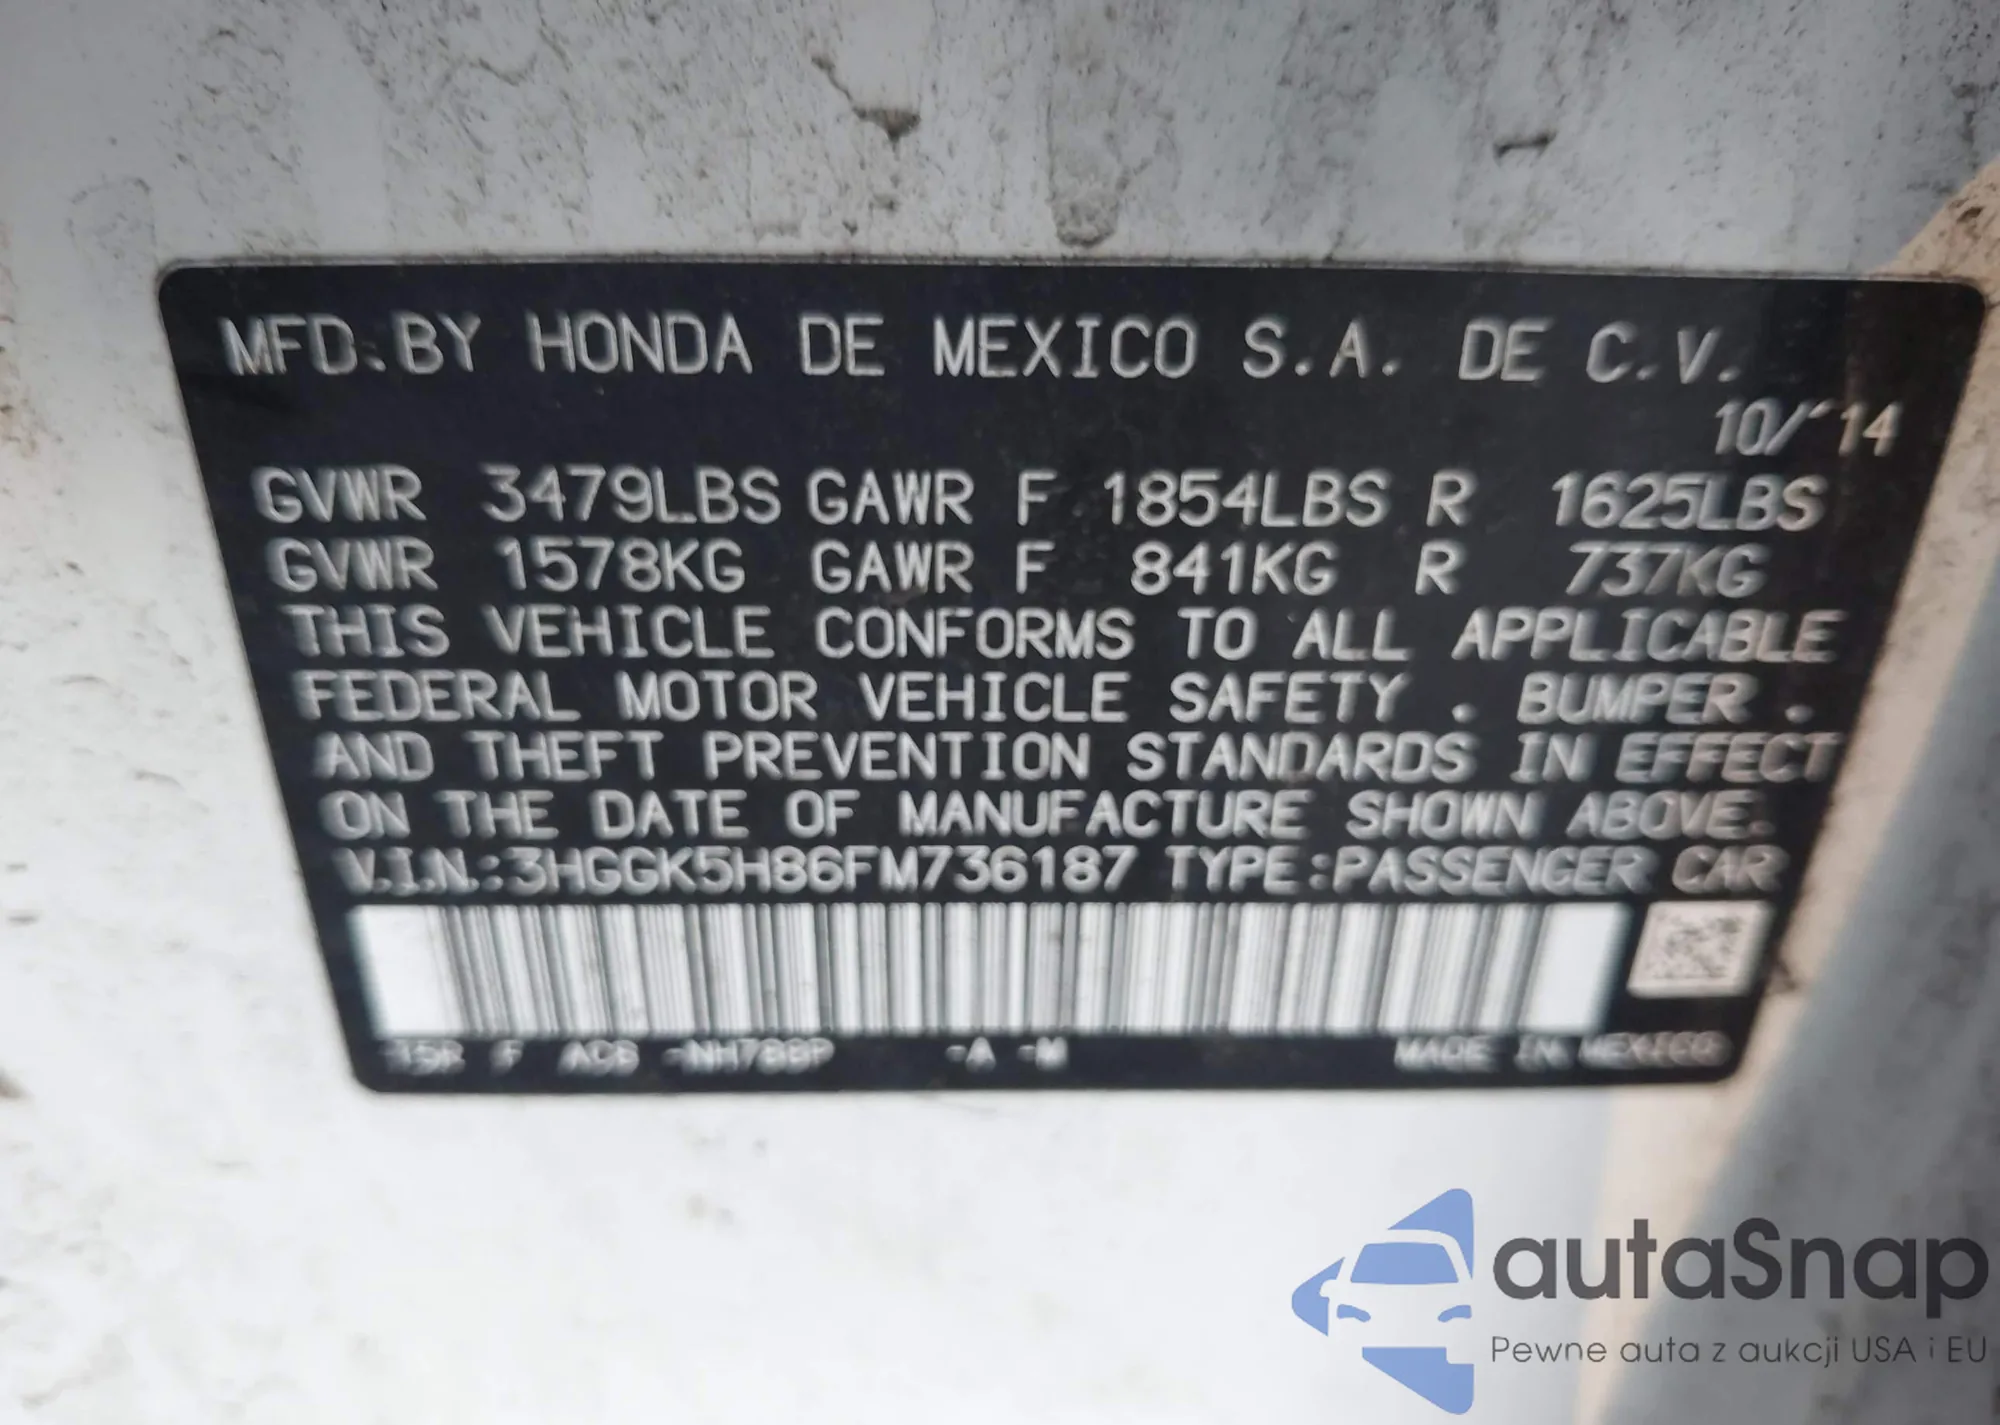 MFD.BY HONDA DE MEXICO S.A. DE C.V.
10/'14
GVWR 3479LBS GAWR F 1854LBS R 1625LBS
GVWR 1578KG GAWR F 841KG R 737KG
THIS VEHICLE CONFORMS TO ALL APPLICABLE
FEDERAL MOTOR VEHICLE SAFETY . BUMPER .
AND THEFT PREVENTION STANDARDS IN EFFECT
ON THE DATE OF MANUFACTURE SHOWN ABOVE.
V.I.N.:3HGGK5H86FM736187 TYPE:PASSENGER CAR
F -NH788P -A -M MADE IN MEXICO
autaSnap
Pewne auta z aukcji USA i EU